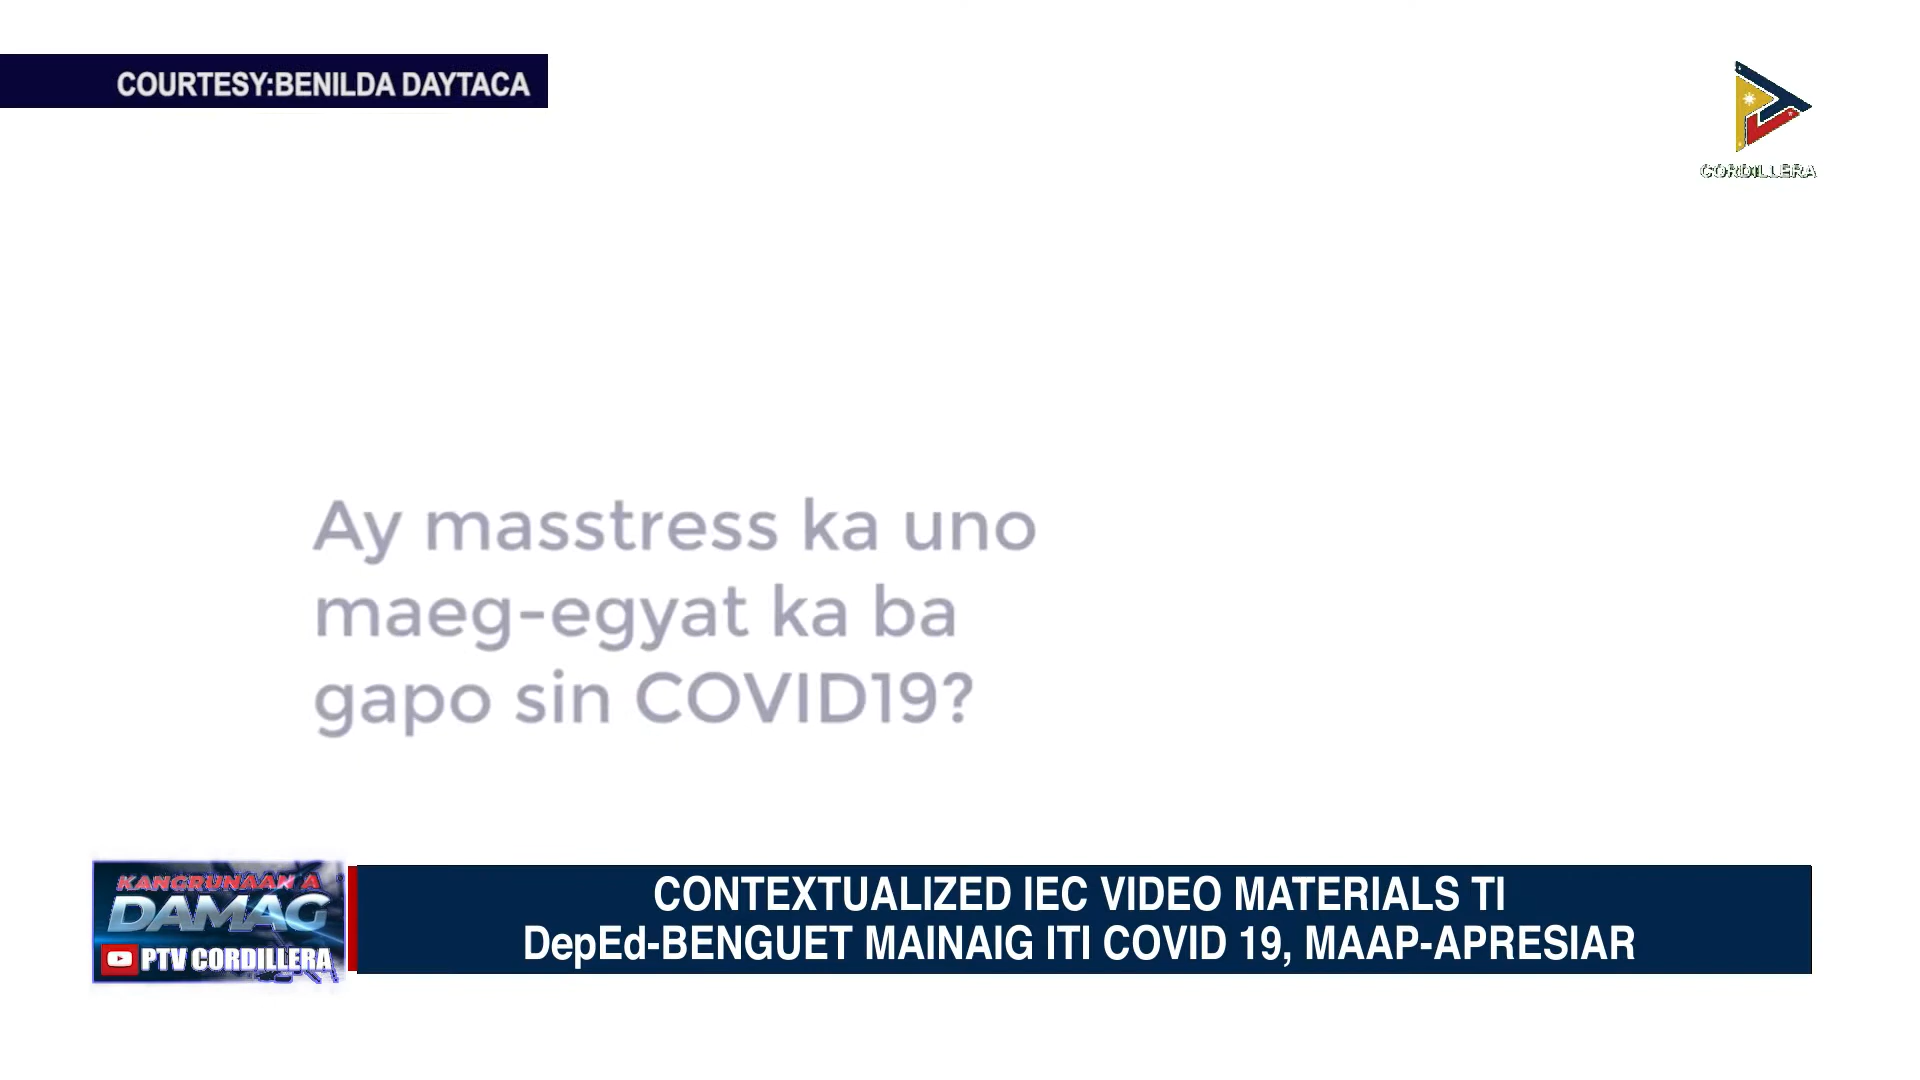 COURTESY:BENILDA DAYTACA
CORDILLERA
Ay masstress ka uno
maeg-egyat ka ba
gapo sin COVID19?
KANGRUNAAN A
DAMAG
PTV CORDILLERA
CONTEXTUALIZED IEC VIDEO MATERIALS TI
DepEd-BENGUET MAINAIG ITI COVID 19, MAAP-APRESIAR